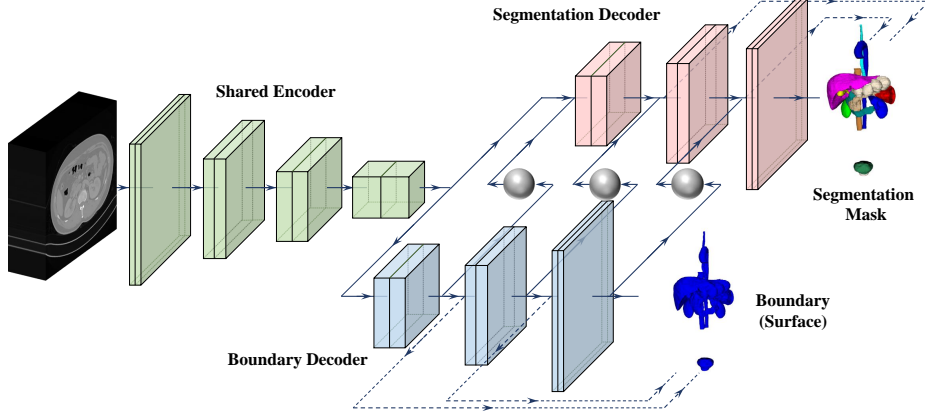 Segmentation Decoder
Shared Encoder
Segmentation
Mask
Boundary
(Surface)
Boundary Decoder